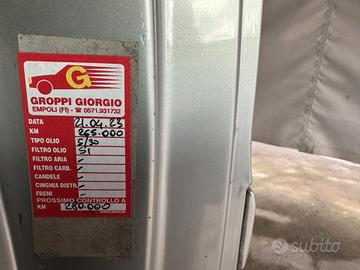 G
GROPPI GIORGIO
EMPOLI (FI) - ☎ 0571.931732
DATA 21.04.23
KM 265.000
TIPO OLIO 5/30
FILTRO OLIO SI
FILTRO ARIA /
FILTRO CARB. /
CANDELE /
CINGHIA DISTR. /
FRENI /
PROSSIMO CONTROLLO A
KM 280.000
subito